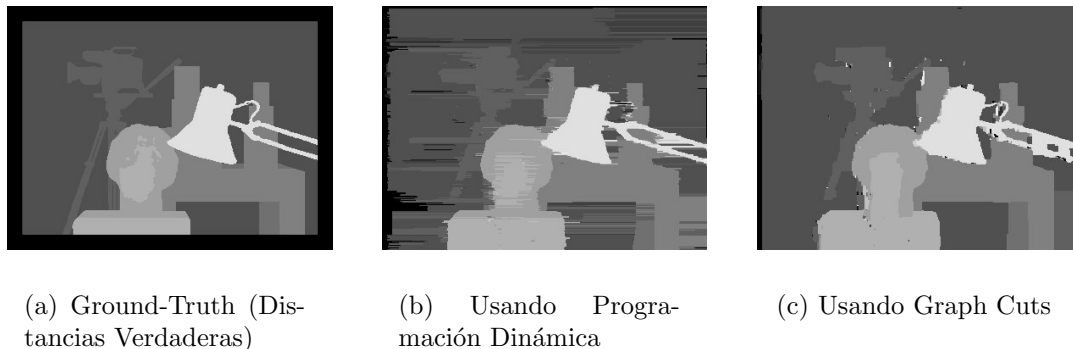 (a) Ground-Truth (Dis-
tancias Verdaderas)
(b) Usando Progra-
mación Dinámica
(c) Usando Graph Cuts